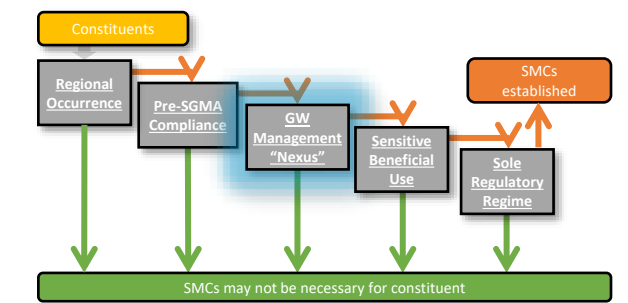 Constituents
Regional
Occurrence
Pre-SGMA
Compliance
GW
Management
“Nexus”
Sensitive
Beneficial
Use
Sole
Regulatory
Regime
SMCs
established
SMCs may not be necessary for constituent